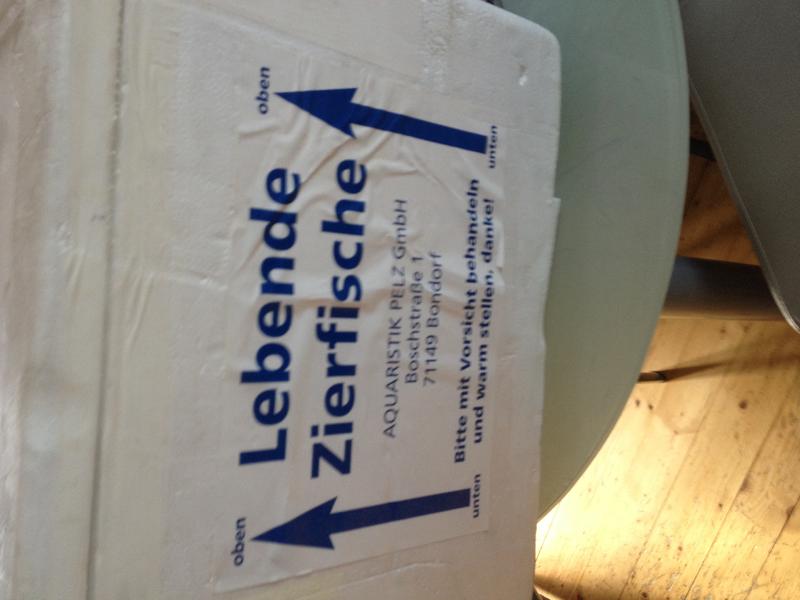 oben
oben
Lebende
Zierfische
AQUARISTIK PELZ GmbH
Boschstraße 1
71149 Bondorf
Bitte mit Vorsicht behandeln
und warm stellen, danke!
unten
unten